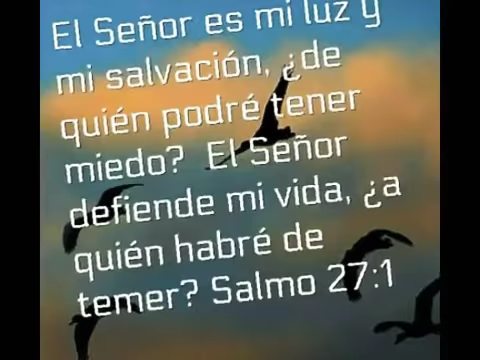 El Señor es mi luz y
mi salvación, ¿de
quién podré tener
miedo? El Señor
defiende mi vida, ¿a
quién habré de
temer? Salmo 27:1